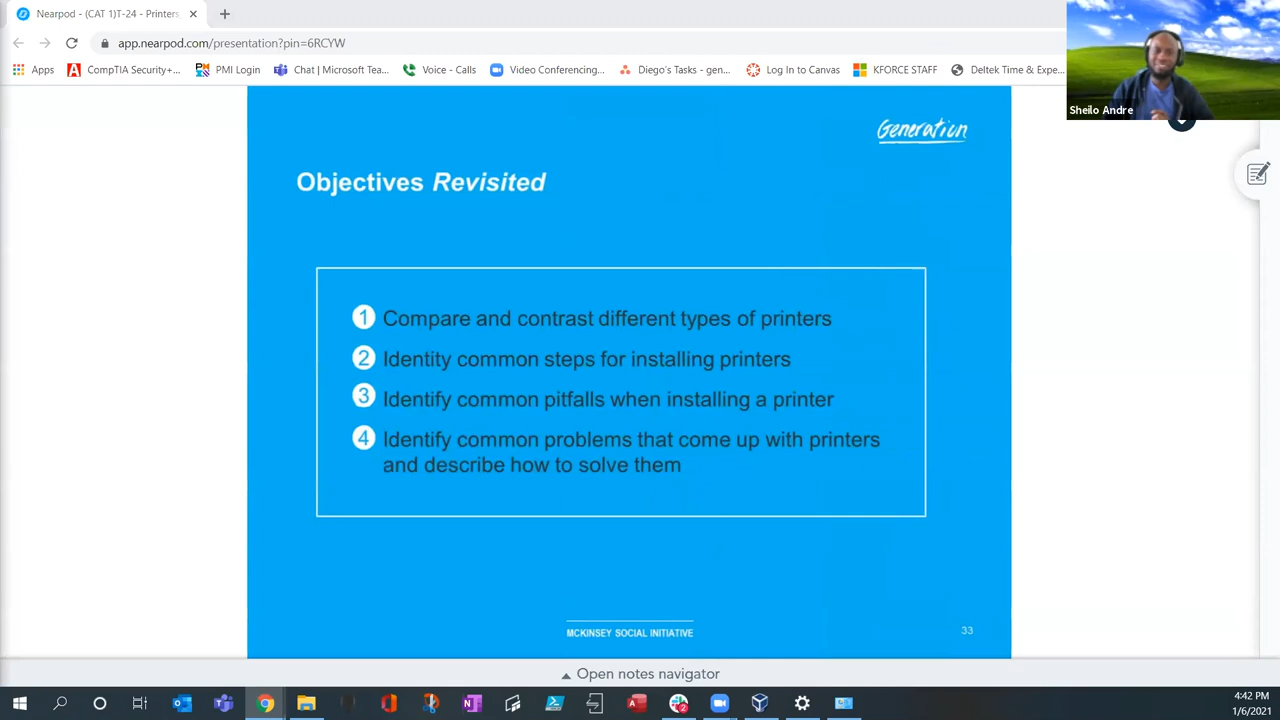 Nearpod - (CAT 1)T-24 - Printers
app.nearpod.com/presentation?pin=6RCYW
Apps
CompTIA Security+...
PMI Login
Chat | Microsoft Tea...
Voice - Calls
Video Conferencing...
Diego's Tasks - gen...
Log In to Canvas
KFORCE STAFF
Deltek Time & Expe...
Sheilo Andre
Generation
Objectives Revisited
1 Compare and contrast different types of printers
2 Identity common steps for installing printers
3 Identify common pitfalls when installing a printer
4 Identify common problems that come up with printers
and describe how to solve them
MCKINSEY SOCIAL INITIATIVE
33
Open notes navigator
4:42 PM
1/6/2021